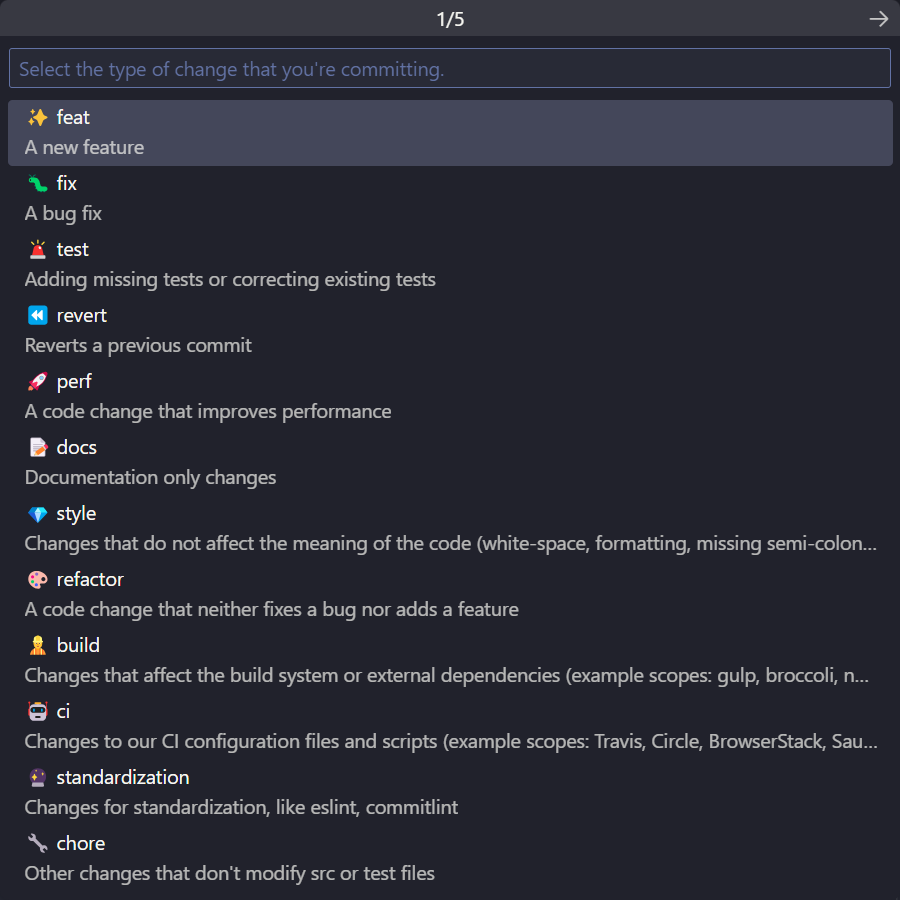 1/5
Select the type of change that you're committing.
feat
A new feature
fix
A bug fix
test
Adding missing tests or correcting existing tests
revert
Reverts a previous commit
perf
A code change that improves performance
docs
Documentation only changes
style
Changes that do not affect the meaning of the code (white-space, formatting, missing semi-colon...
refactor
A code change that neither fixes a bug nor adds a feature
build
Changes that affect the build system or external dependencies (example scopes: gulp, broccoli, n...
ci
Changes to our CI configuration files and scripts (example scopes: Travis, Circle, BrowserStack, Sau...
standardization
Changes for standardization, like eslint, commitlint
chore
Other changes that don't modify src or test files